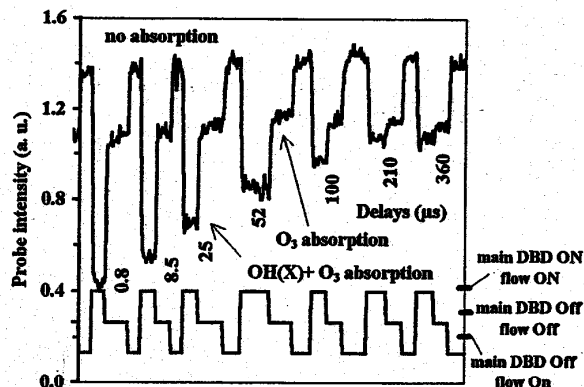 1.6
no absorption
1.2
0.8
0.4
0.0
Probe intensity (a. u.)
0.8
8.5
25
52
100
210
360
Delays (µs)
O₃ absorption
OH(X)+ O₃ absorption
main DBD ON
flow ON
main DBD Off
flow Off
main DBD Off
flow On